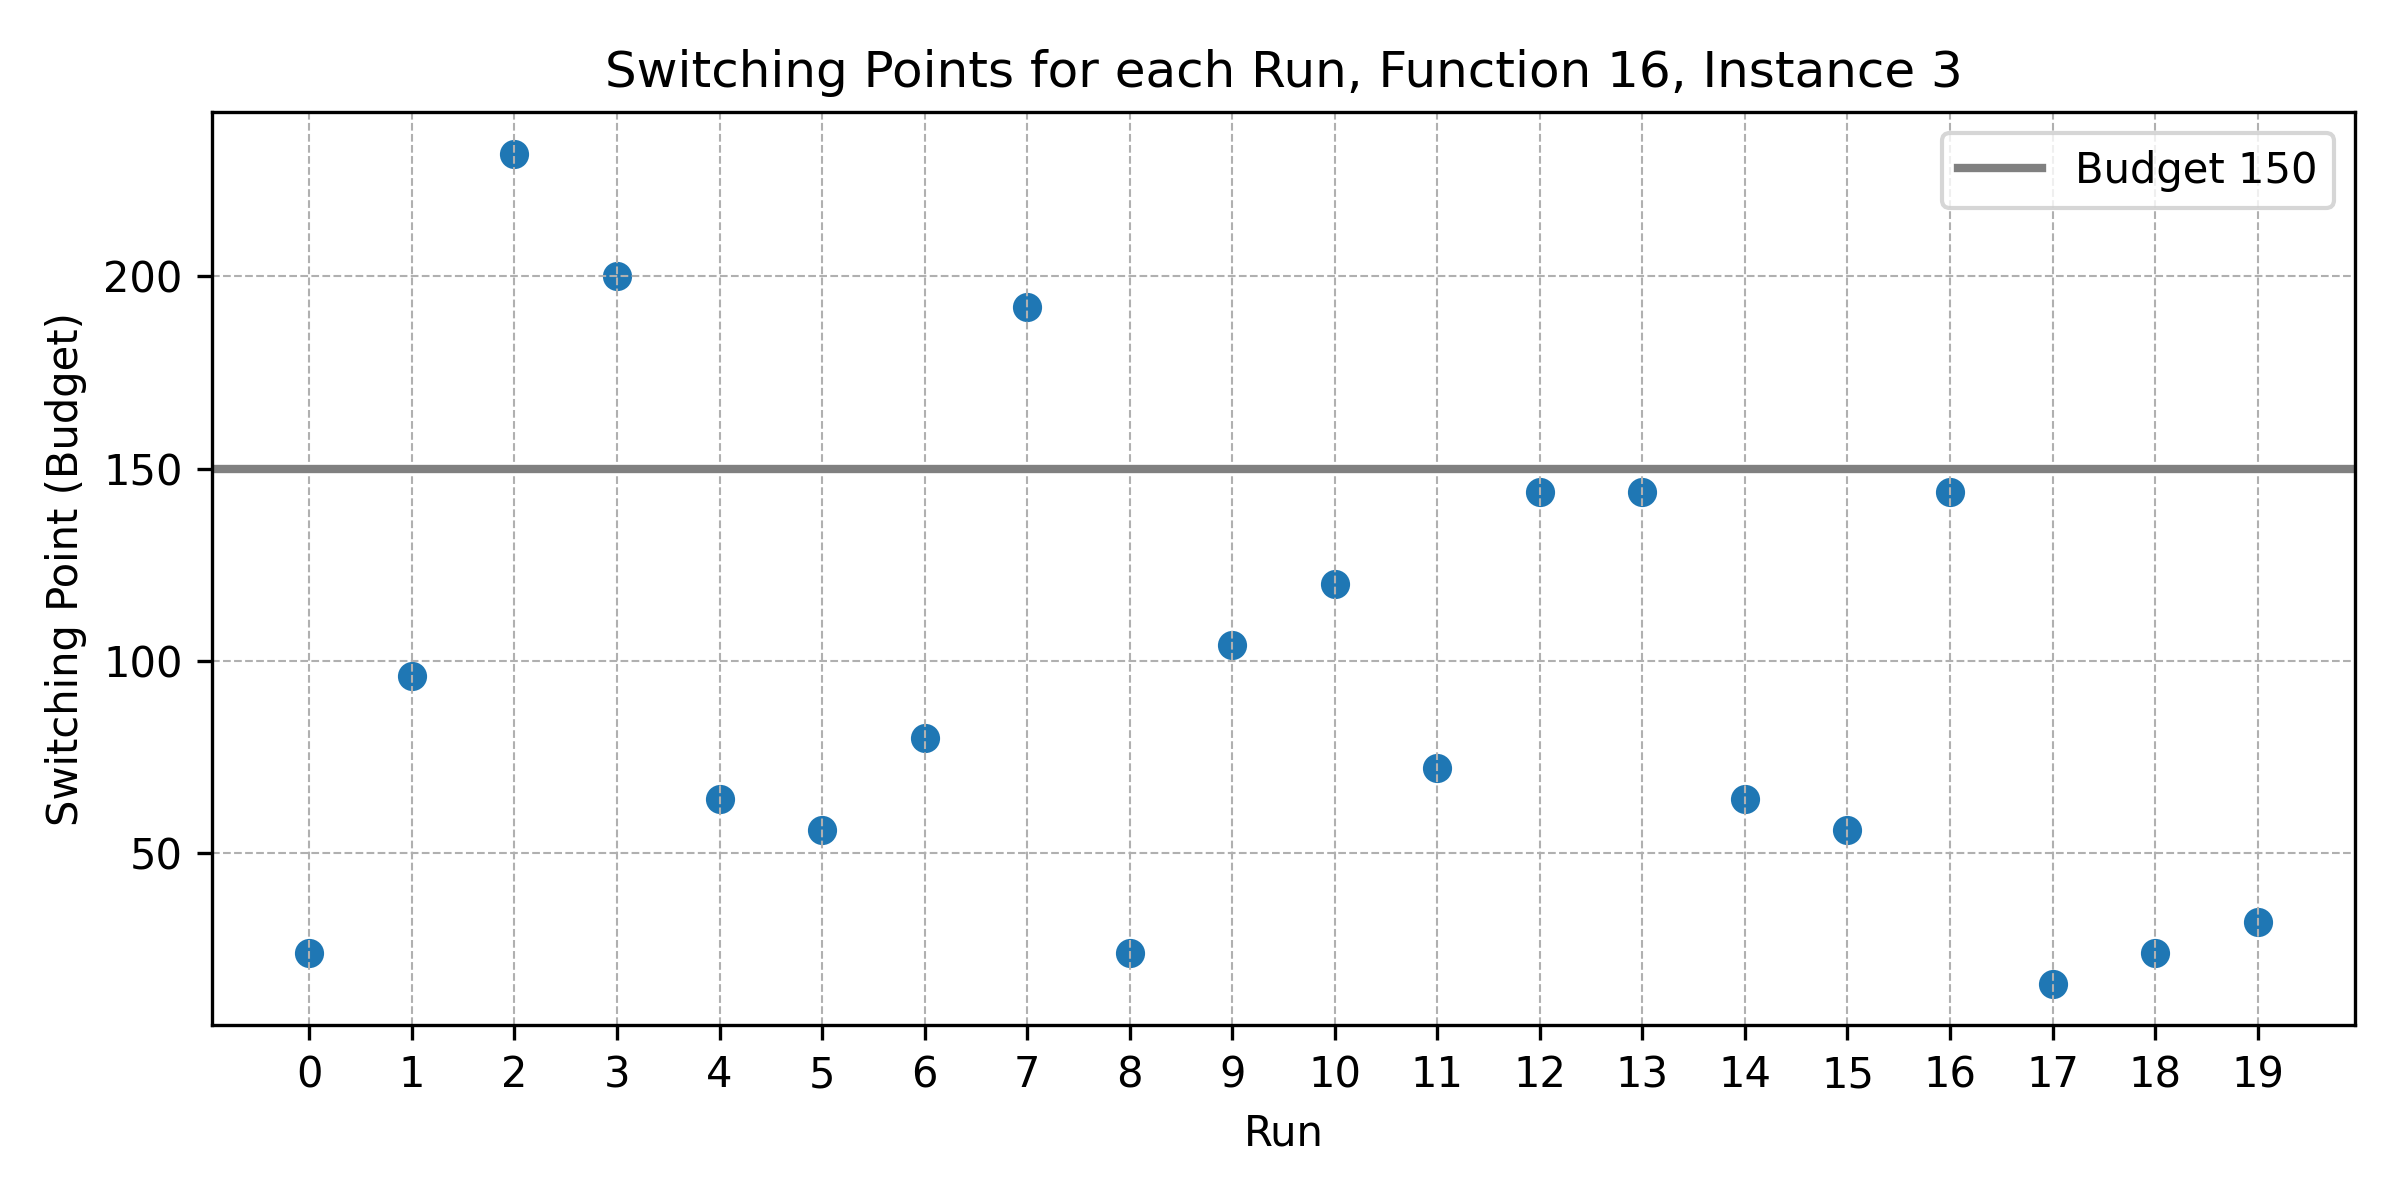 Switching Points for each Run, Function 16, Instance 3
Budget 150
Switching Point (Budget)
200
150
100
50
0 1 2 3 4 5 6 7 8 9 10 11 12 13 14 15 16 17 18 19
Run